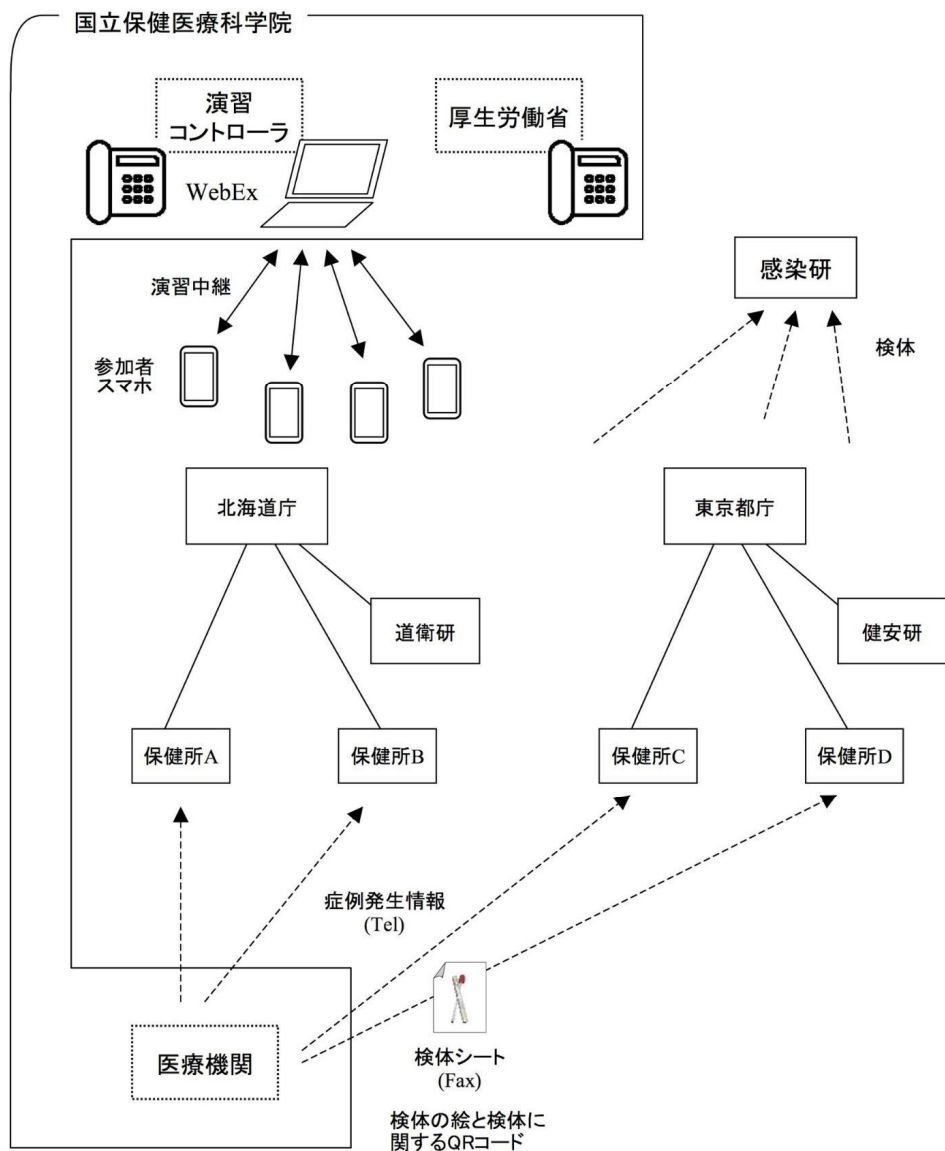 国立保健医療科学院
演習
コントローラ
厚生労働省
WebEx
感染研
演習中継
検体
参加者
スマホ
北海道庁
東京都庁
道衛研
健安研
保健所A
保健所B
保健所C
保健所D
症例発生情報
(Tel)
医療機関
検体シート
(Fax)
検体の絵と検体に
関するQRコード